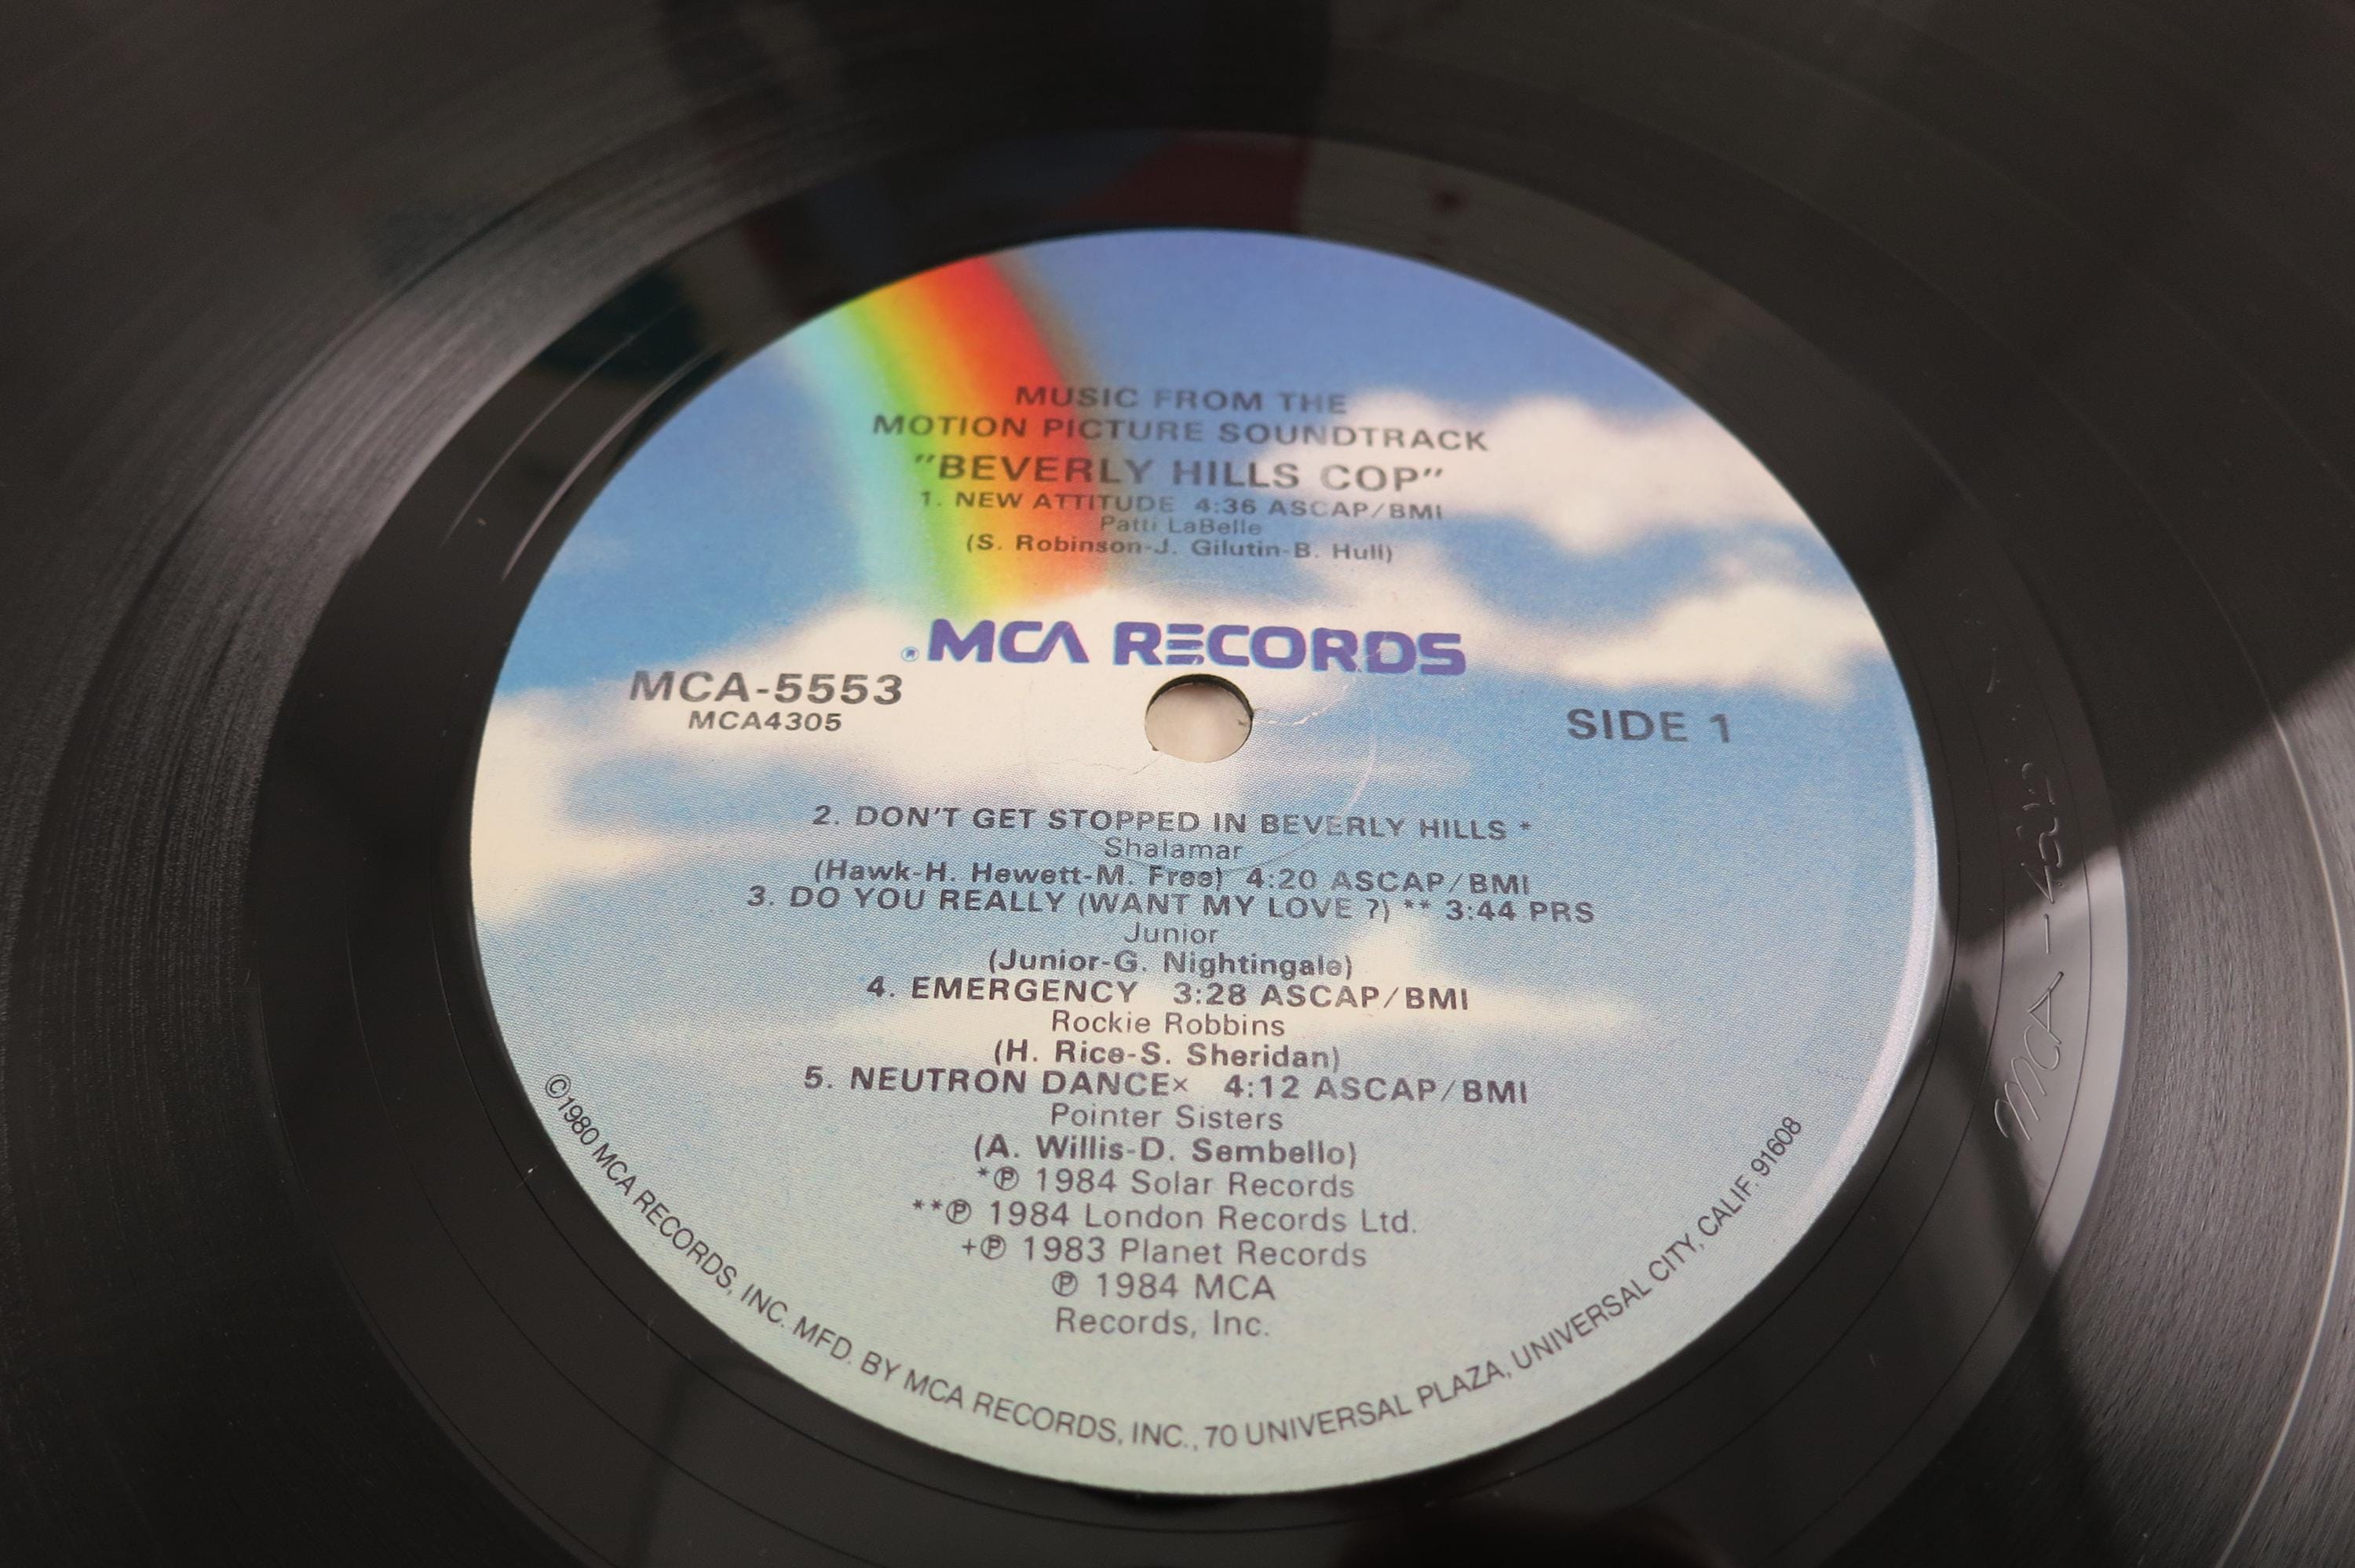 MUSIC FROM THE
MOTION PICTURE SOUNDTRACK
"BEVERLY HILLS COP"
1. NEW ATTITUDE 4:36 ASCAP/BMI
Patti LaBelle
(S. Robinson-J. Gilutin-B. Hull)
®MCA RECORDS
MCA-5553
MCA4305
SIDE 1
2. DON'T GET STOPPED IN BEVERLY HILLS *
Shalamar
(Hawk-H. Hewett-M. Free) 4:20 ASCAP/BMI
3. DO YOU REALLY (WANT MY LOVE ?) ** 3:44 PRS
Junior
(Junior-G. Nightingale)
4. EMERGENCY 3:28 ASCAP/BMI
Rockie Robbins
(H. Rice-S. Sheridan)
5. NEUTRON DANCE× 4:12 ASCAP/BMI
Pointer Sisters
(A. Willis-D. Sembello)
*℗ 1984 Solar Records
**℗ 1984 London Records Ltd.
+℗ 1983 Planet Records
℗ 1984 MCA
Records, Inc.
©1980 MCA RECORDS, INC. MFD. BY MCA RECORDS, INC., 70 UNIVERSAL PLAZA, UNIVERSAL CITY, CALIF. 91608